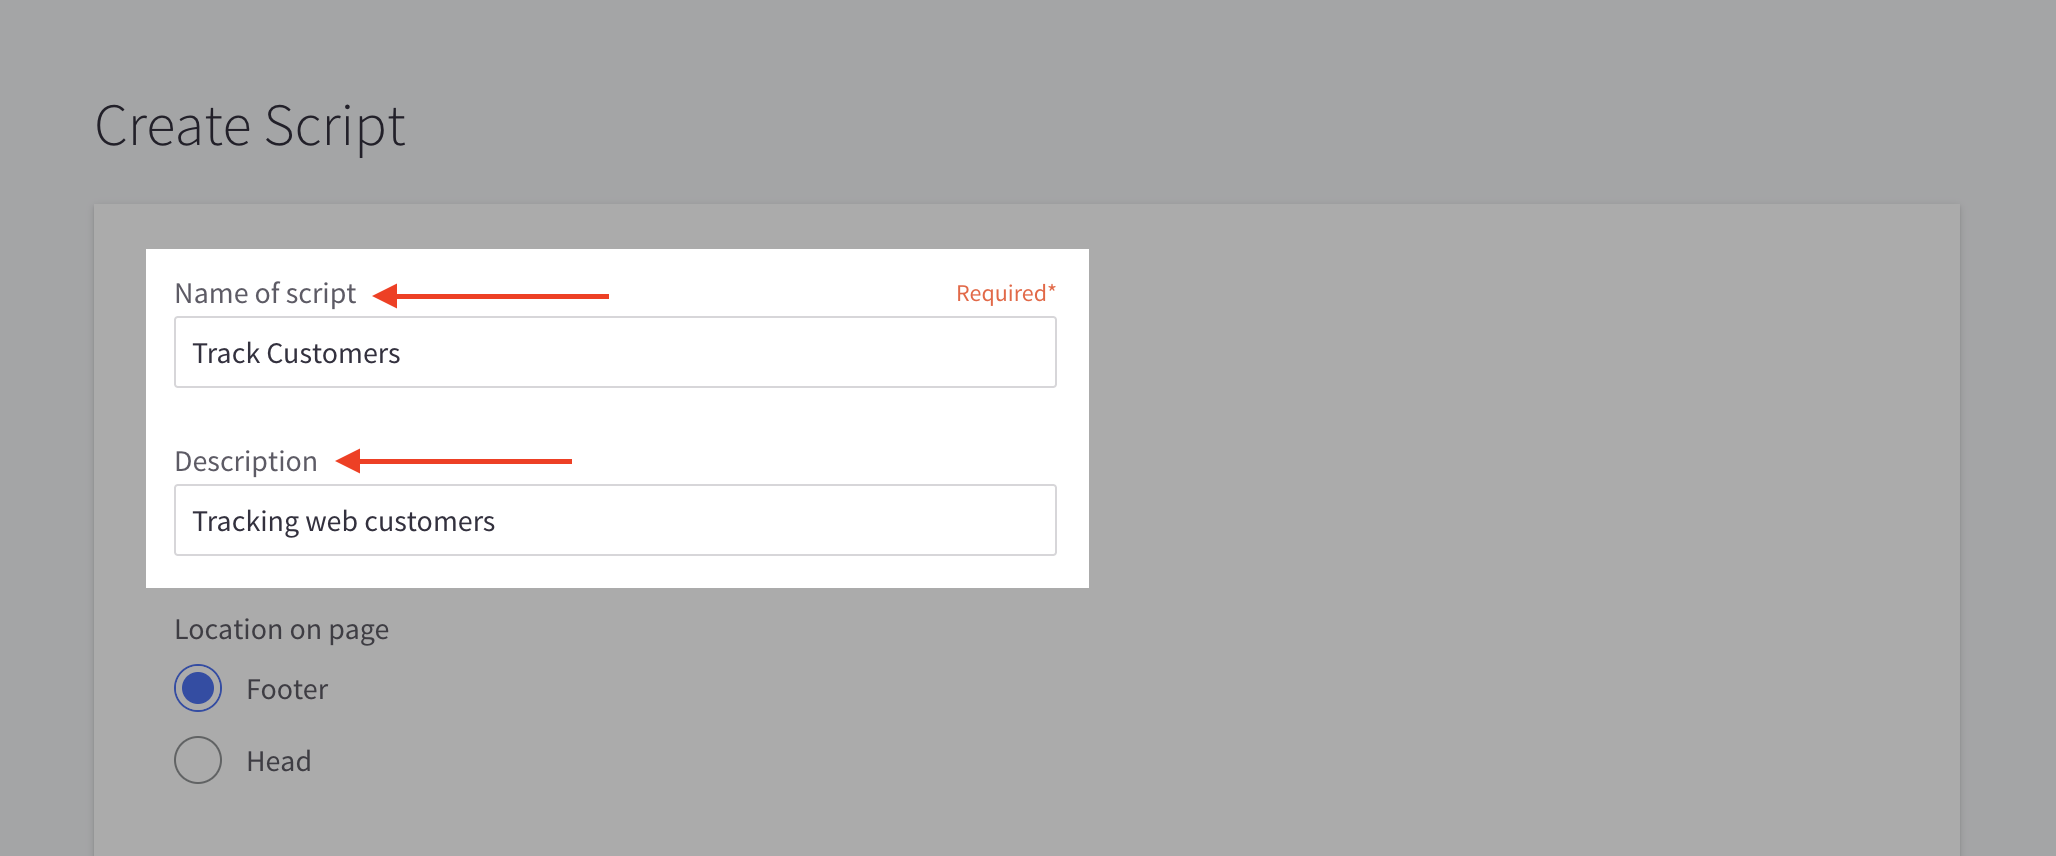 Create Script
Name of script
Required*
Track Customers
Description
Tracking web customers
Location on page
Footer
Head